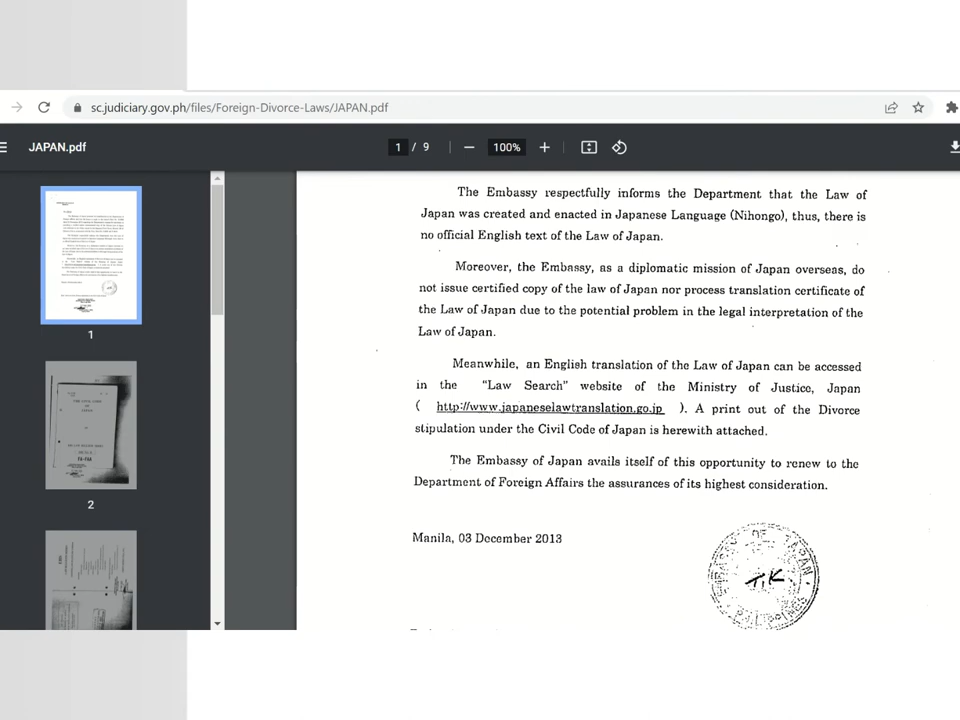 sc.judiciary.gov.ph/files/Foreign-Divorce-Laws/JAPAN.pdf
JAPAN.pdf
1 / 9
100%
The Embassy respectfully informs the Department that the Law of
Japan was created and enacted in Japanese Language (Nihongo), thus, there is
no official English text of the Law of Japan.
Moreover, the Embassy, as a diplomatic mission of Japan overseas, do
not issue certified copy of the law of Japan nor process translation certificate of
the Law of Japan due to the potential problem in the legal interpretation of the
Law of Japan.
Meanwhile, an English translation of the Law of Japan can be accessed
in the "Law Search" website of the Ministry of Justice, Japan
( http://www.japaneselawtranslation.go.jp ). A print out of the Divorce
stipulation under the Civil Code of Japan is herewith attached.
The Embassy of Japan avails itself of this opportunity to renew to the
Department of Foreign Affairs the assurances of its highest consideration.
Manila, 03 December 2013
EMBASSY OF JAPAN
T.K.
PHILIPPINES
1
2